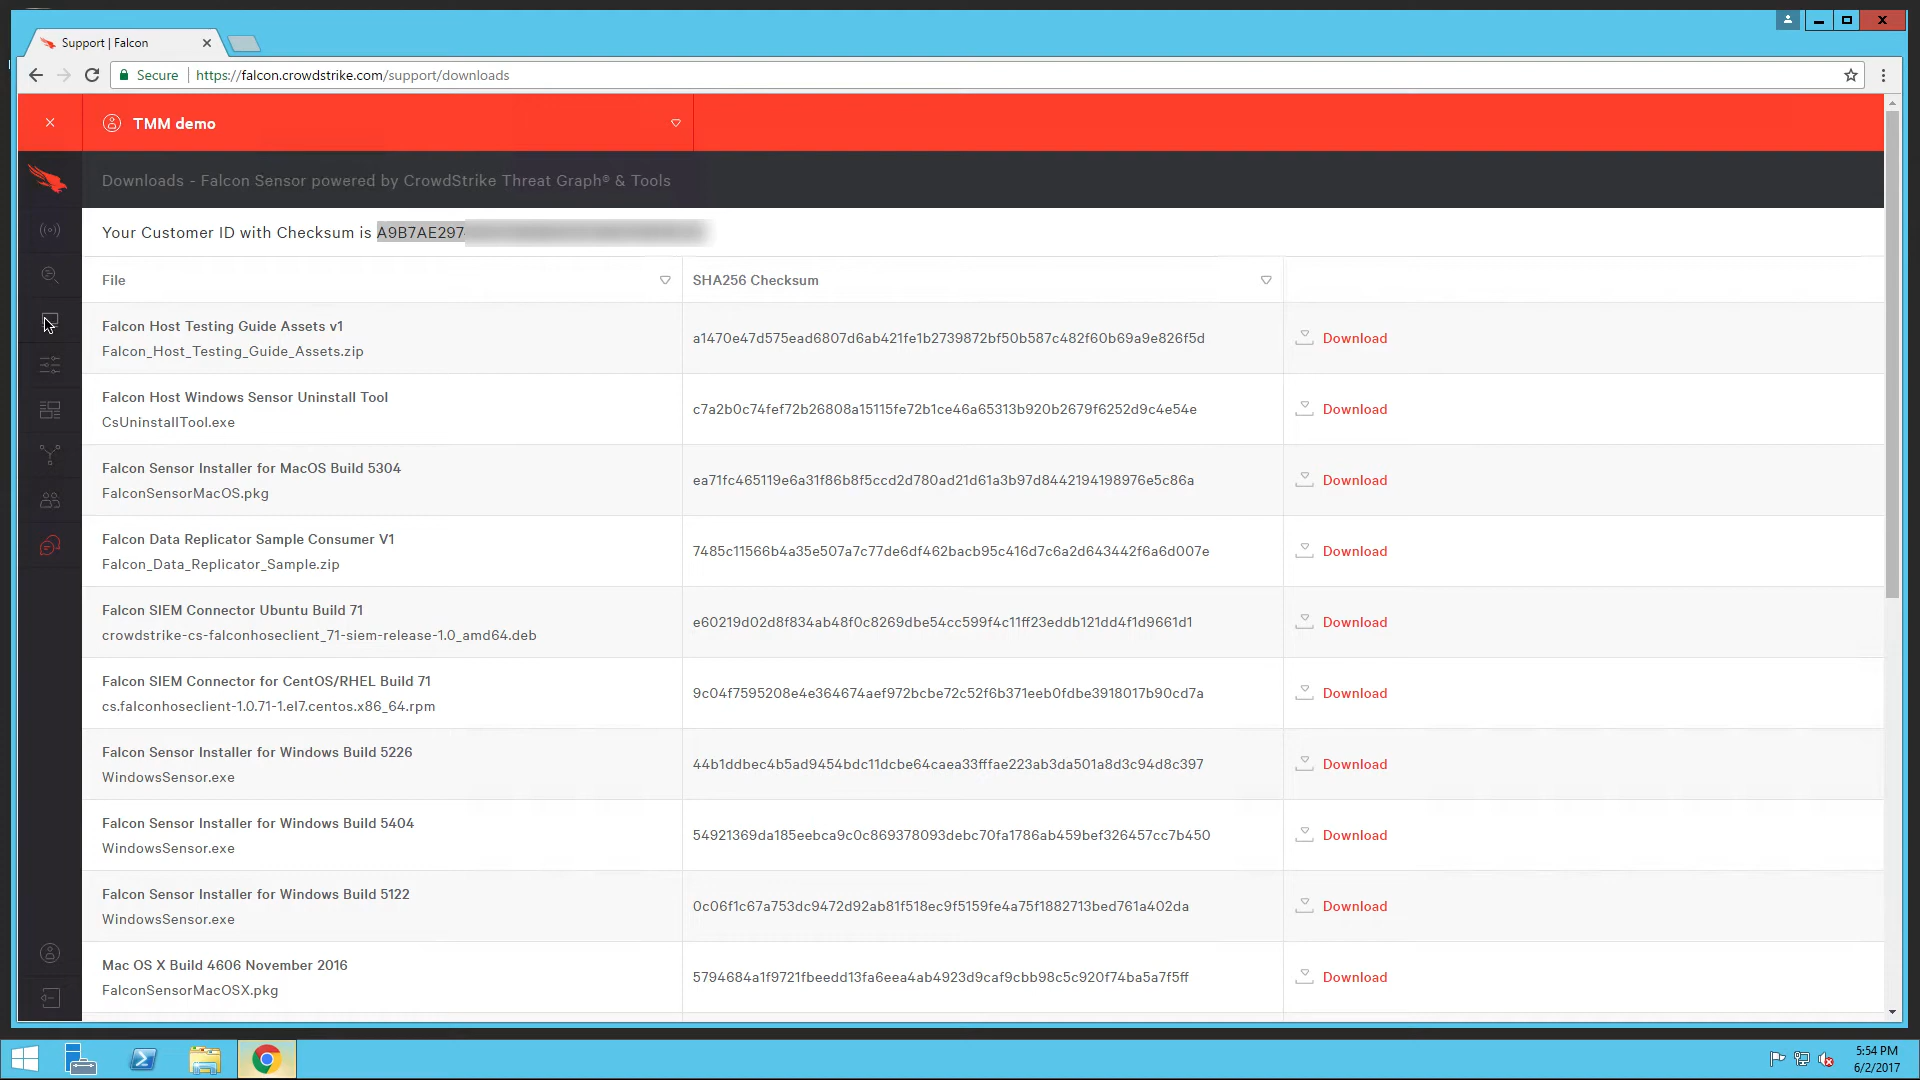 Support | Falcon
Secure
https://falcon.crowdstrike.com/support/downloads
TMM demo
Downloads - Falcon Sensor powered by CrowdStrike Threat Graph® & Tools
Your Customer ID with Checksum is A9B7AE297
File
SHA256 Checksum
Falcon Host Testing Guide Assets v1
Falcon_Host_Testing_Guide_Assets.zip
a1470e47d575ead6807d6ab421fe1b2739872bf50b587c482f60b69a9e826f5d
Download
Falcon Host Windows Sensor Uninstall Tool
CsUninstallTool.exe
c7a2b0c74fef72b26808a15115fe72b1ce46a65313b920b2679f6252d9c4e54e
Download
Falcon Sensor Installer for MacOS Build 5304
FalconSensorMacOS.pkg
ea71fc465119e6a31f86b8f5ccd2d780ad21d61a3b97d8442194198976e5c86a
Download
Falcon Data Replicator Sample Consumer V1
Falcon_Data_Replicator_Sample.zip
7485c11566b4a35e507a7c77de6df462bacb95c416d7c6a2d643442f6a6d007e
Download
Falcon SIEM Connector Ubuntu Build 71
crowdstrike-cs-falconhoseclient_71-siem-release-1.0_amd64.deb
e60219d02d8f834ab48f0c8269dbe54cc599f4c11ff23eddb121dd4f1d9661d1
Download
Falcon SIEM Connector for CentOS/RHEL Build 71
cs.falconhoseclient-1.0.71-1.el7.centos.x86_64.rpm
9c04f7595208e4e364674aef972bcbe72c52f6b371eeb0fdbe3918017b90cd7a
Download
Falcon Sensor Installer for Windows Build 5226
WindowsSensor.exe
44b1ddbec4b5ad9454bdc11dcbe64caea33fffae223ab3da501a8d3c94d8c397
Download
Falcon Sensor Installer for Windows Build 5404
WindowsSensor.exe
54921369da185eebca9c0c869378093debc70fa1786ab459bef326457cc7b450
Download
Falcon Sensor Installer for Windows Build 5122
WindowsSensor.exe
0c06f1c67a753dc9472d92ab81f518ec9f5159fe4a75f1882713bed761a402da
Download
Mac OS X Build 4606 November 2016
FalconSensorMacOSX.pkg
5794684a1f9721fbeedd13fa6eea4ab4923d9caf9cbb98c5c920f74ba5a7f5ff
Download
5:54 PM
6/2/2017